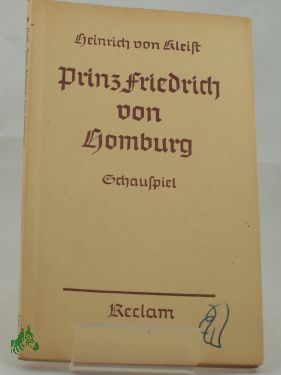 Heinrich von Kleist
Prinz Friedrich
von
Homburg
Schauspiel
Reclam